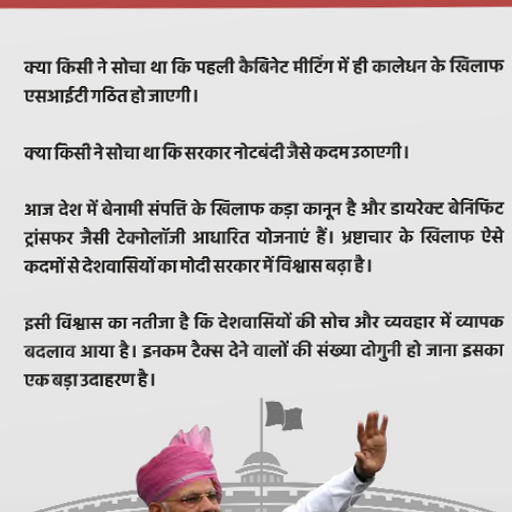 क्या किसी ने सोचा था कि पहली कैबिनेट मीटिंग में ही कालेधन के खिलाफ
एसआईटी गठित हो जाएगी।
क्या किसी ने सोचा था कि सरकार नोटबंदी जैसे कदम उठाएगी।
आज देश में बेनामी संपत्ति के खिलाफ कड़ा कानून है और डायरेक्ट बेनिफिट
ट्रांसफर जैसी टेक्नोलॉजी आधारित योजनाएं हैं। भ्रष्टाचार के खिलाफ ऐसे
कदमों से देशवासियों का मोदी सरकार में विश्वास बढ़ा है।
इसी विश्वास का नतीजा है कि देशवासियों की सोच और व्यवहार में व्यापक
बदलाव आया है। इनकम टैक्स देने वालों की संख्या दोगुनी हो जाना इसका
एक बड़ा उदाहरण है।